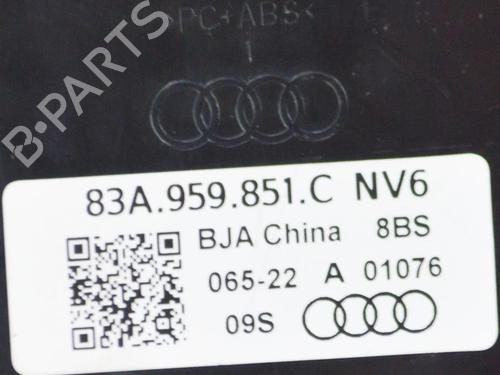 >PC+ABS<
1
B·PARTS
83A.959.851.C NV6
BJA China 8BS
065-22 A 01076
09S